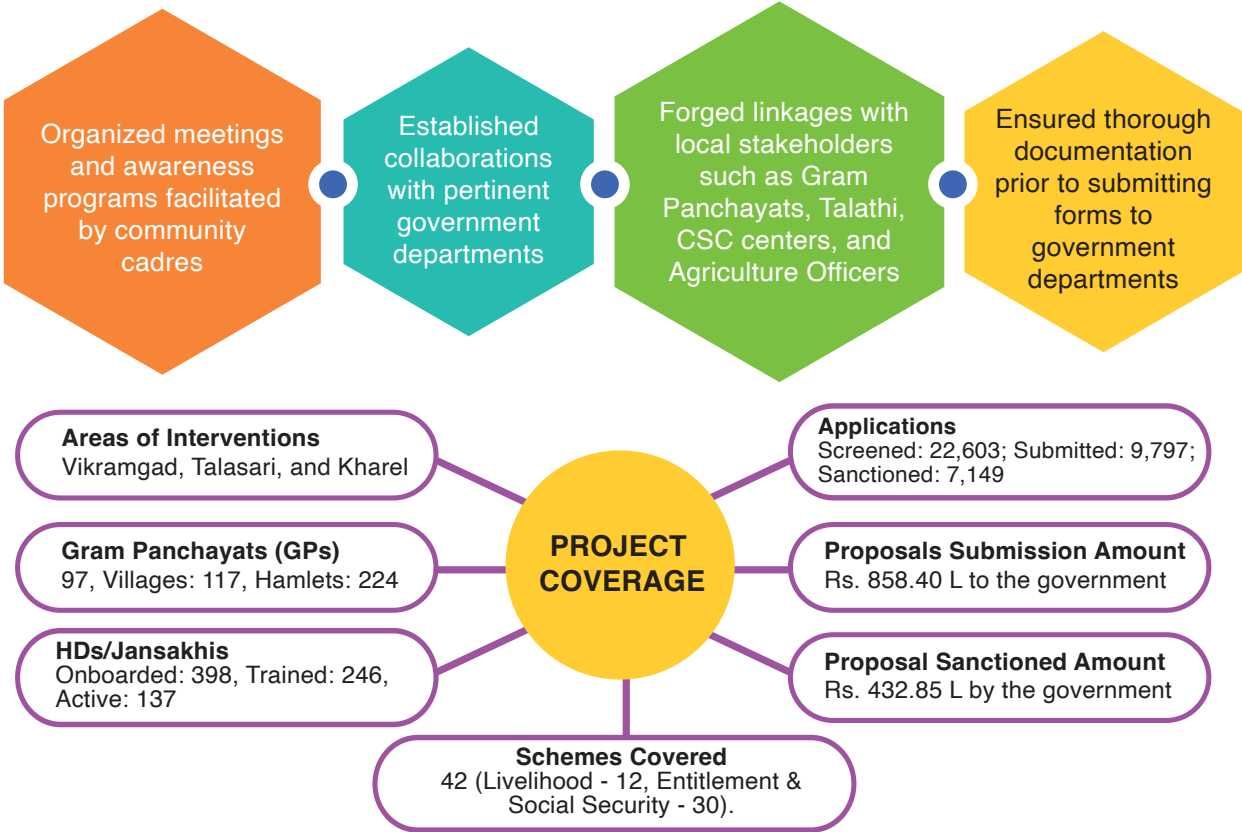 Organized meetings
and awareness
programs facilitated
by community
cadres
Established
collaborations
with pertinent
government
departments
Forged linkages with
local stakeholders
such as Gram
Panchayats, Talathi,
CSC centers, and
Agriculture Officers
Ensured thorough
documentation
prior to submitting
forms to
government
departments
Areas of Interventions
Vikramgad, Talasari, and Kharel
Gram Panchayats (GPs)
97, Villages: 117, Hamlets: 224
HDs/Jansakhis
Onboarded: 398, Trained: 246,
Active: 137
PROJECT
COVERAGE
Applications
Screened: 22,603; Submitted: 9,797;
Sanctioned: 7,149
Proposals Submission Amount
Rs. 858.40 L to the government
Proposal Sanctioned Amount
Rs. 432.85 L by the government
Schemes Covered
42 (Livelihood - 12, Entitlement &
Social Security - 30).